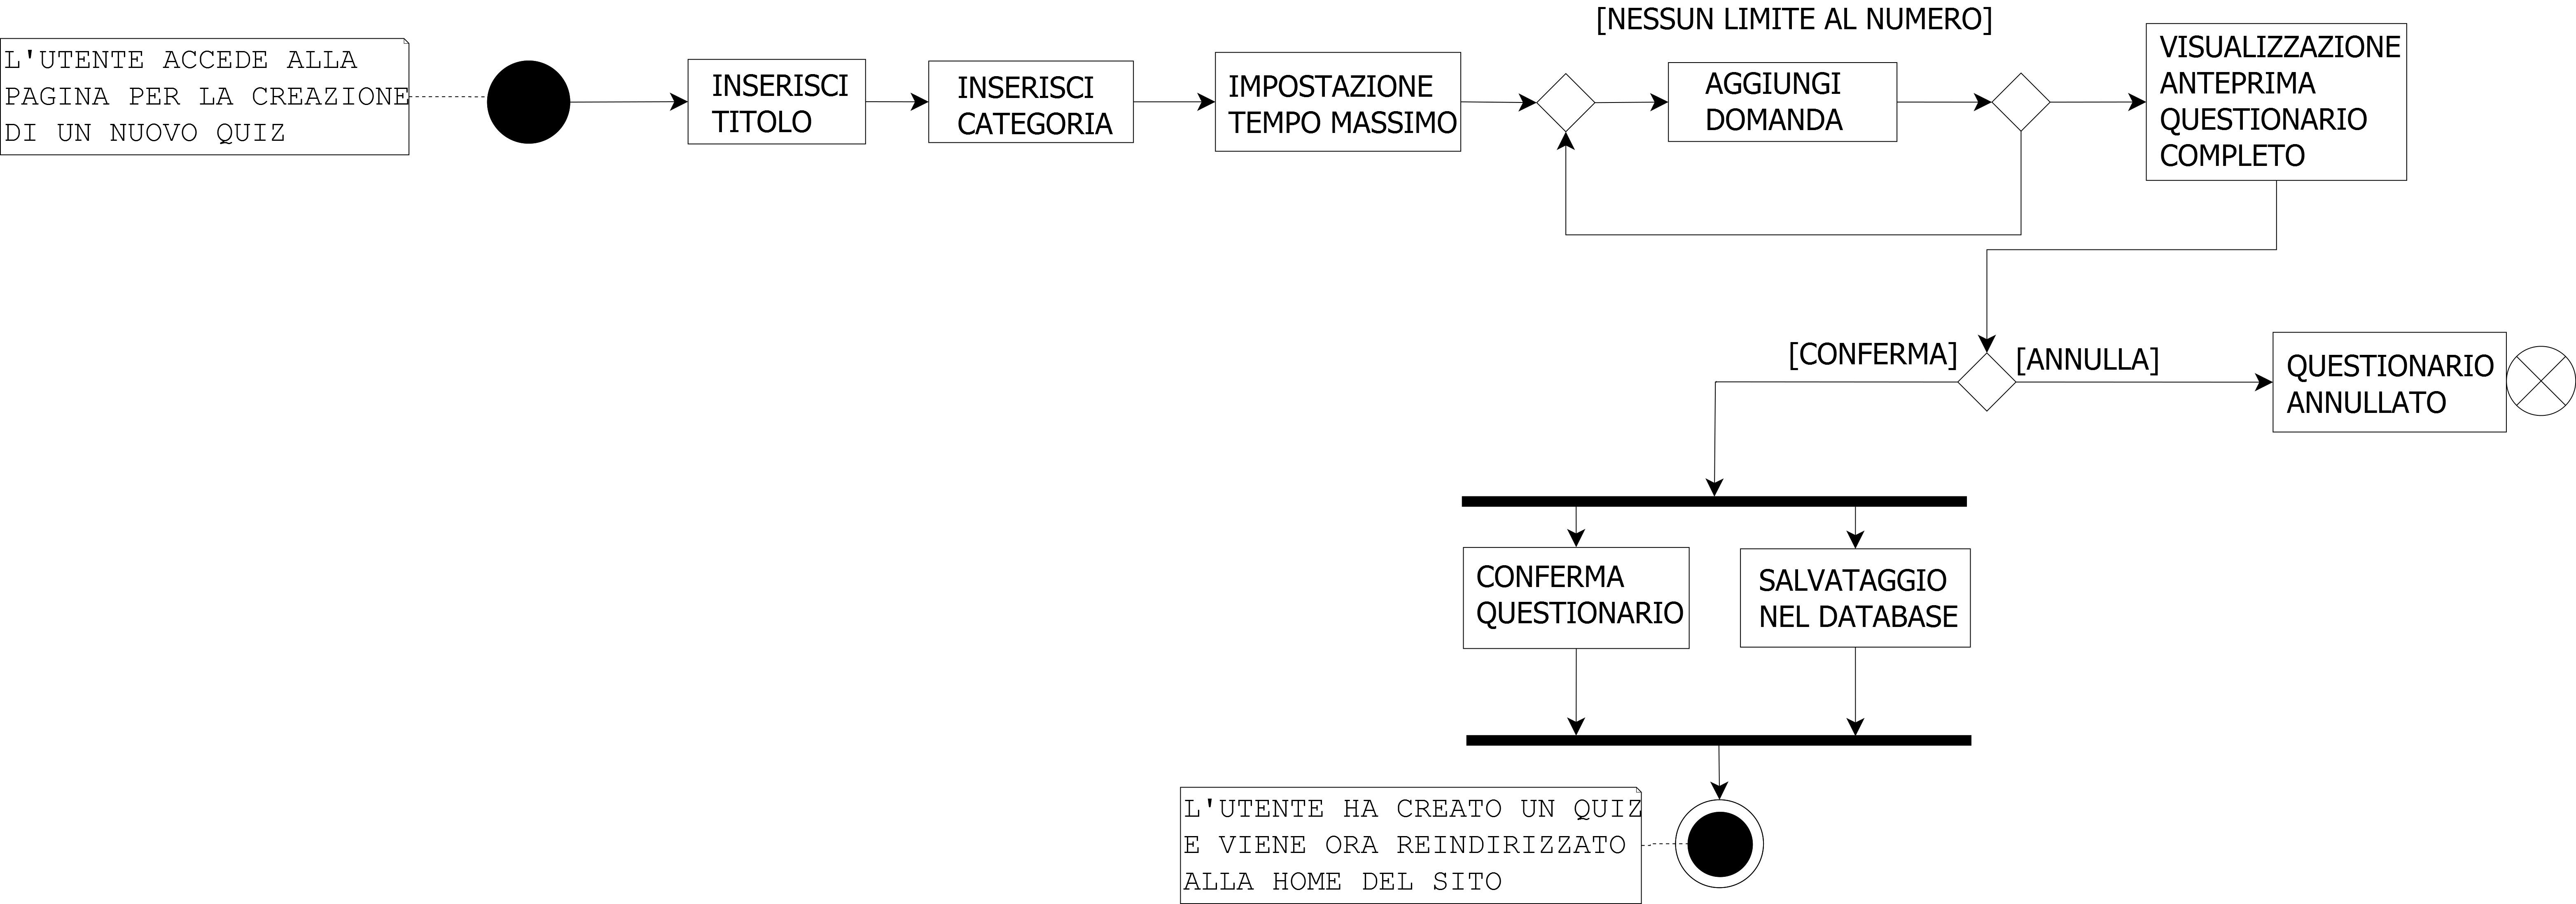 L'UTENTE ACCEDE ALLA
PAGINA PER LA CREAZIONE
DI UN NUOVO QUIZ
INSERISCI
TITOLO
INSERISCI
CATEGORIA
IMPOSTAZIONE
TEMPO MASSIMO
[NESSUN LIMITE AL NUMERO]
AGGIUNGI
DOMANDA
VISUALIZZAZIONE
ANTEPRIMA
QUESTIONARIO
COMPLETO
[CONFERMA]
[ANNULLA]
QUESTIONARIO
ANNULLATO
CONFERMA
QUESTIONARIO
SALVATAGGIO
NEL DATABASE
L'UTENTE HA CREATO UN QUIZ
E VIENE ORA REINDIRIZZATO
ALLA HOME DEL SITO